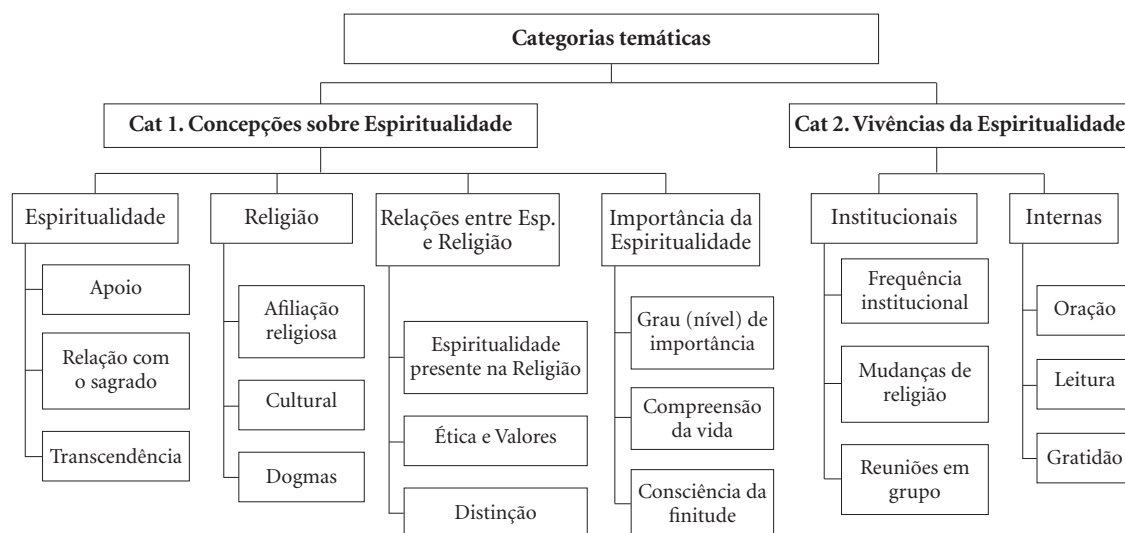 Categorias temáticas
Cat 1. Concepções sobre Espiritualidade
Cat 2. Vivências da Espiritualidade
Espiritualidade
Apoio
Relação com
o sagrado
Transcendência
Religião
Afiliação
religiosa
Cultural
Dogmas
Relações entre Esp.
e Religião
Espiritualidade
presente na Religião
Ética e Valores
Distinção
Importância da
Espiritualidade
Grau (nível) de
importância
Compreensão
da vida
Consciência da
finitude
Institucionais
Frequência
institucional
Mudanças de
religião
Reuniões em
grupo
Internas
Oração
Leitura
Gratidão